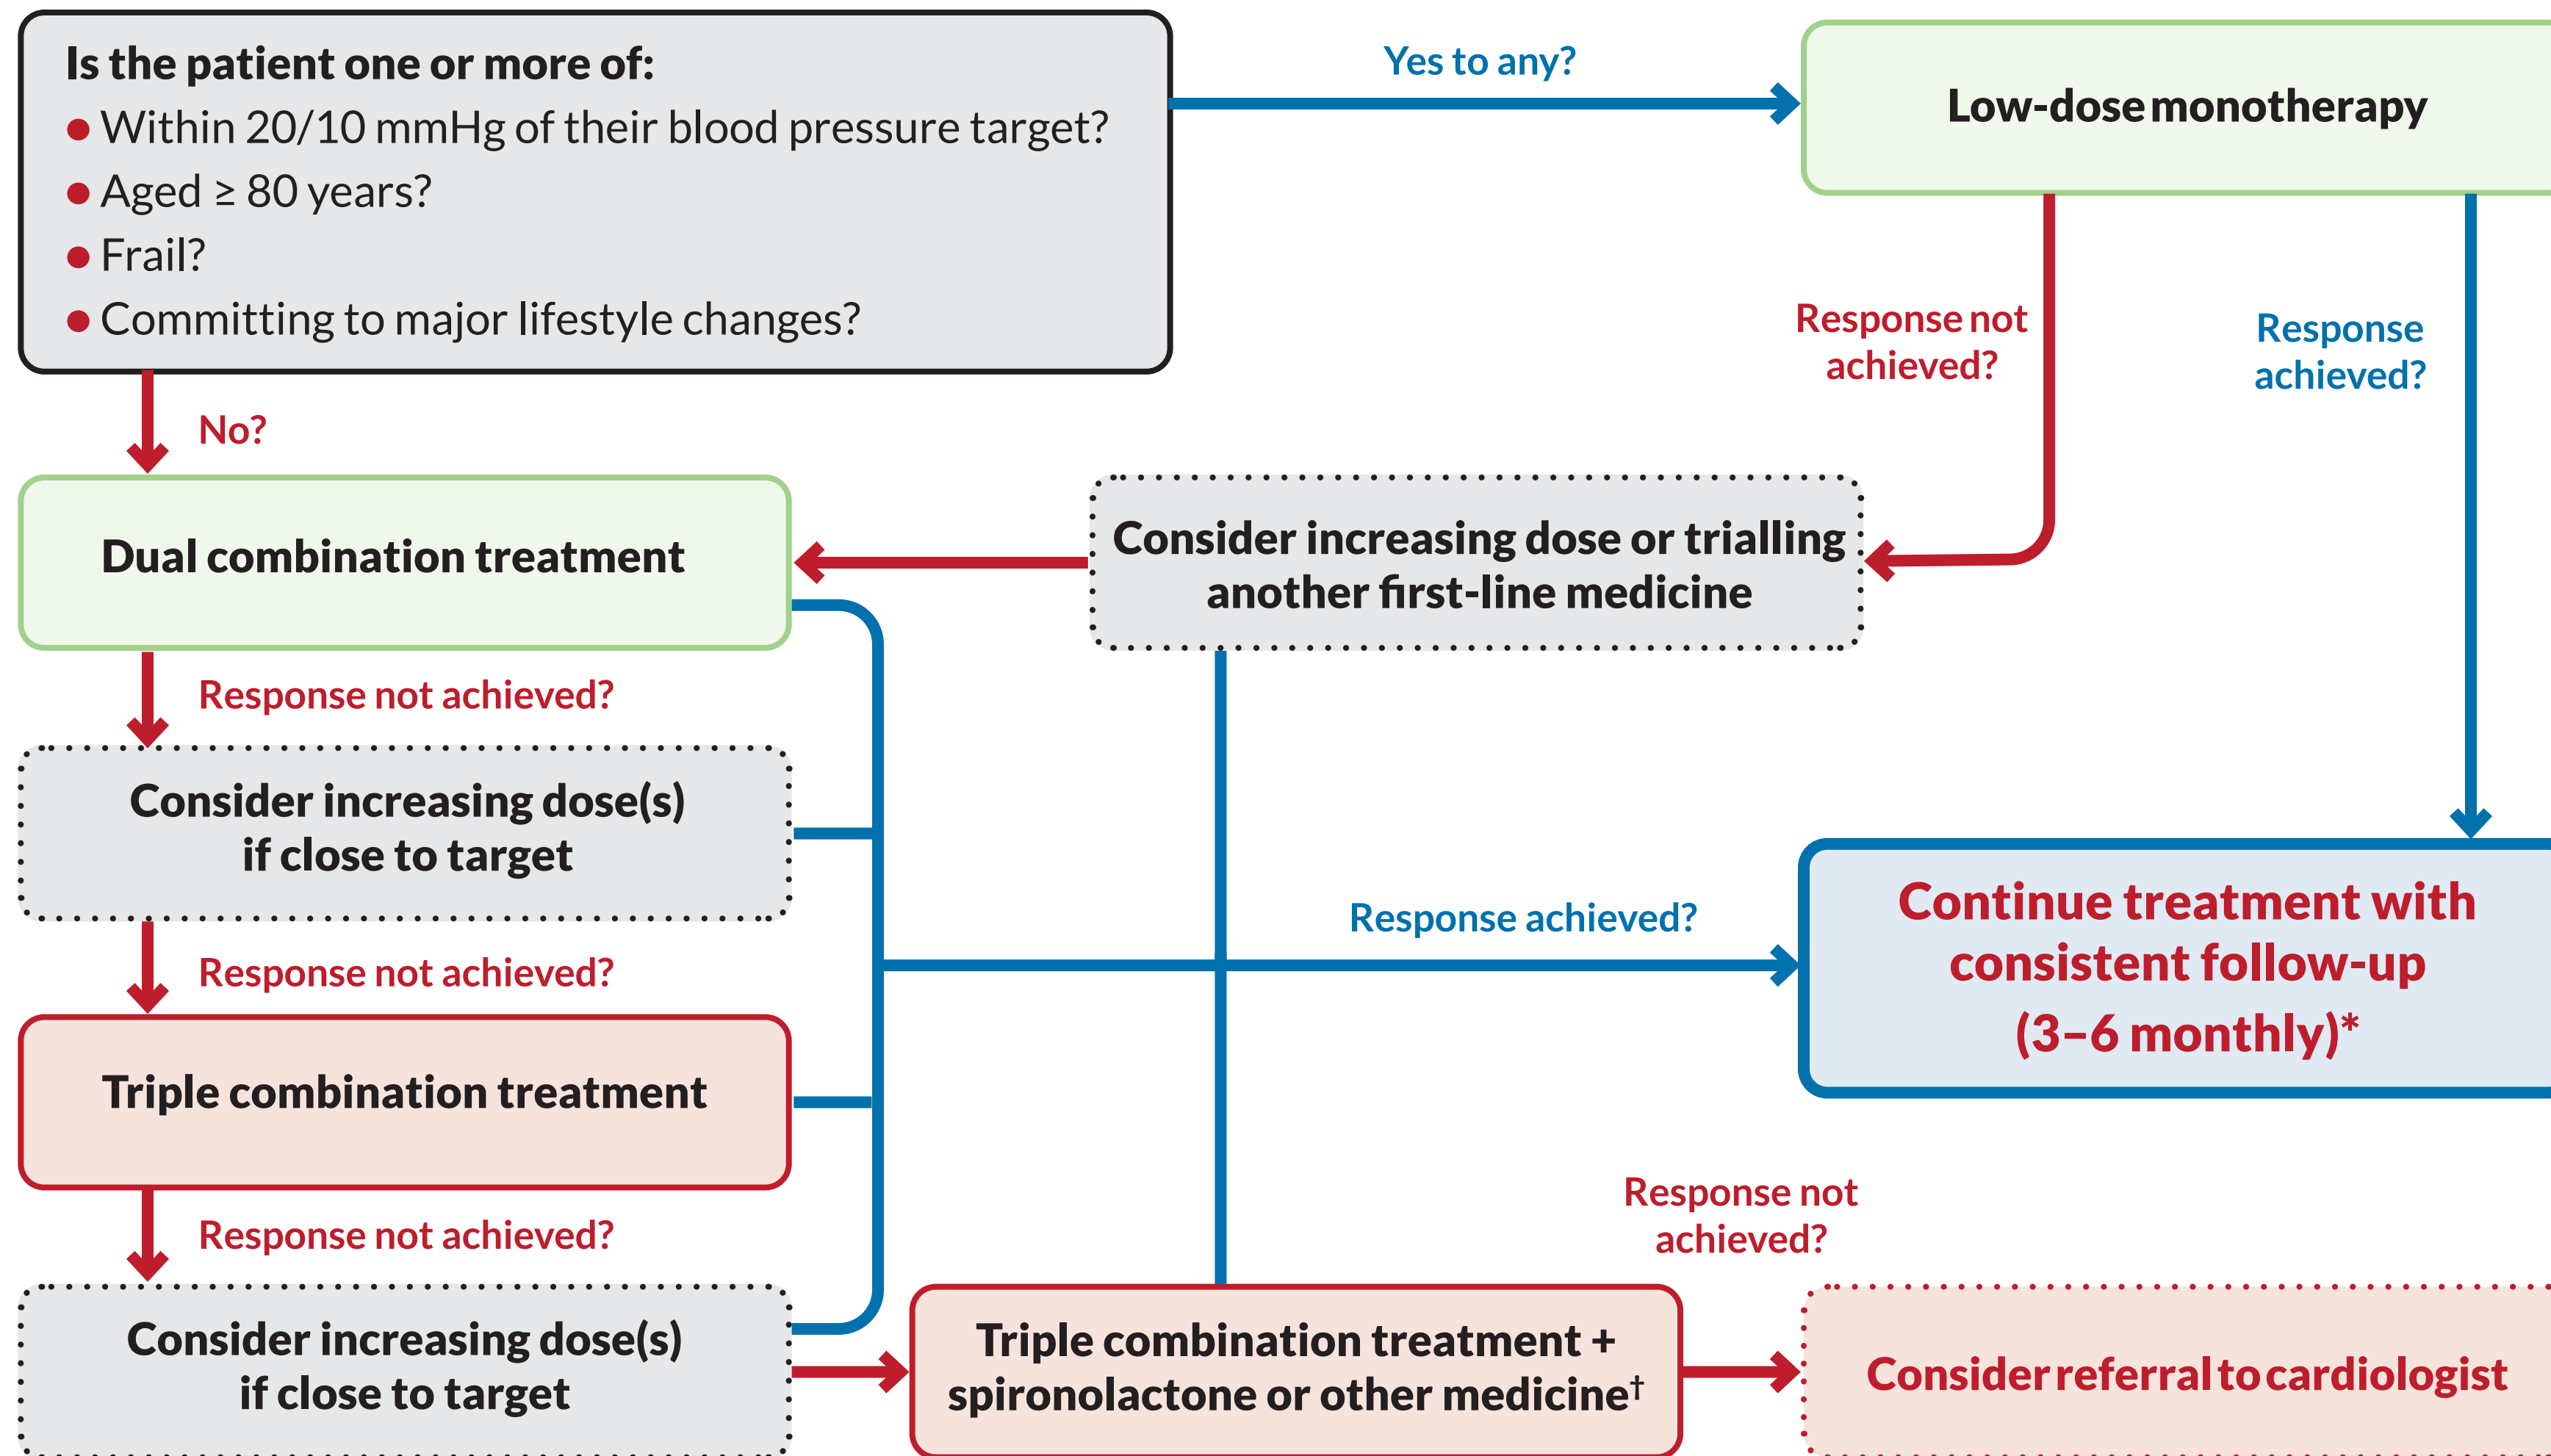 Is the patient one or more of:
● Within 20/10 mmHg of their blood pressure target?
● Aged ≥ 80 years?
● Frail?
● Committing to major lifestyle changes?
Yes to any?
Low-dose monotherapy
Response not
achieved?
Response
achieved?
No?
Dual combination treatment
Consider increasing dose or trialling
another first-line medicine
Response not achieved?
Consider increasing dose(s)
if close to target
Response achieved?
Continue treatment with
consistent follow-up
(3–6 monthly)*
Response not achieved?
Triple combination treatment
Response not achieved?
Response not
achieved?
Consider increasing dose(s)
if close to target
Triple combination treatment +
spironolactone or other medicine†
Consider referral to cardiologist